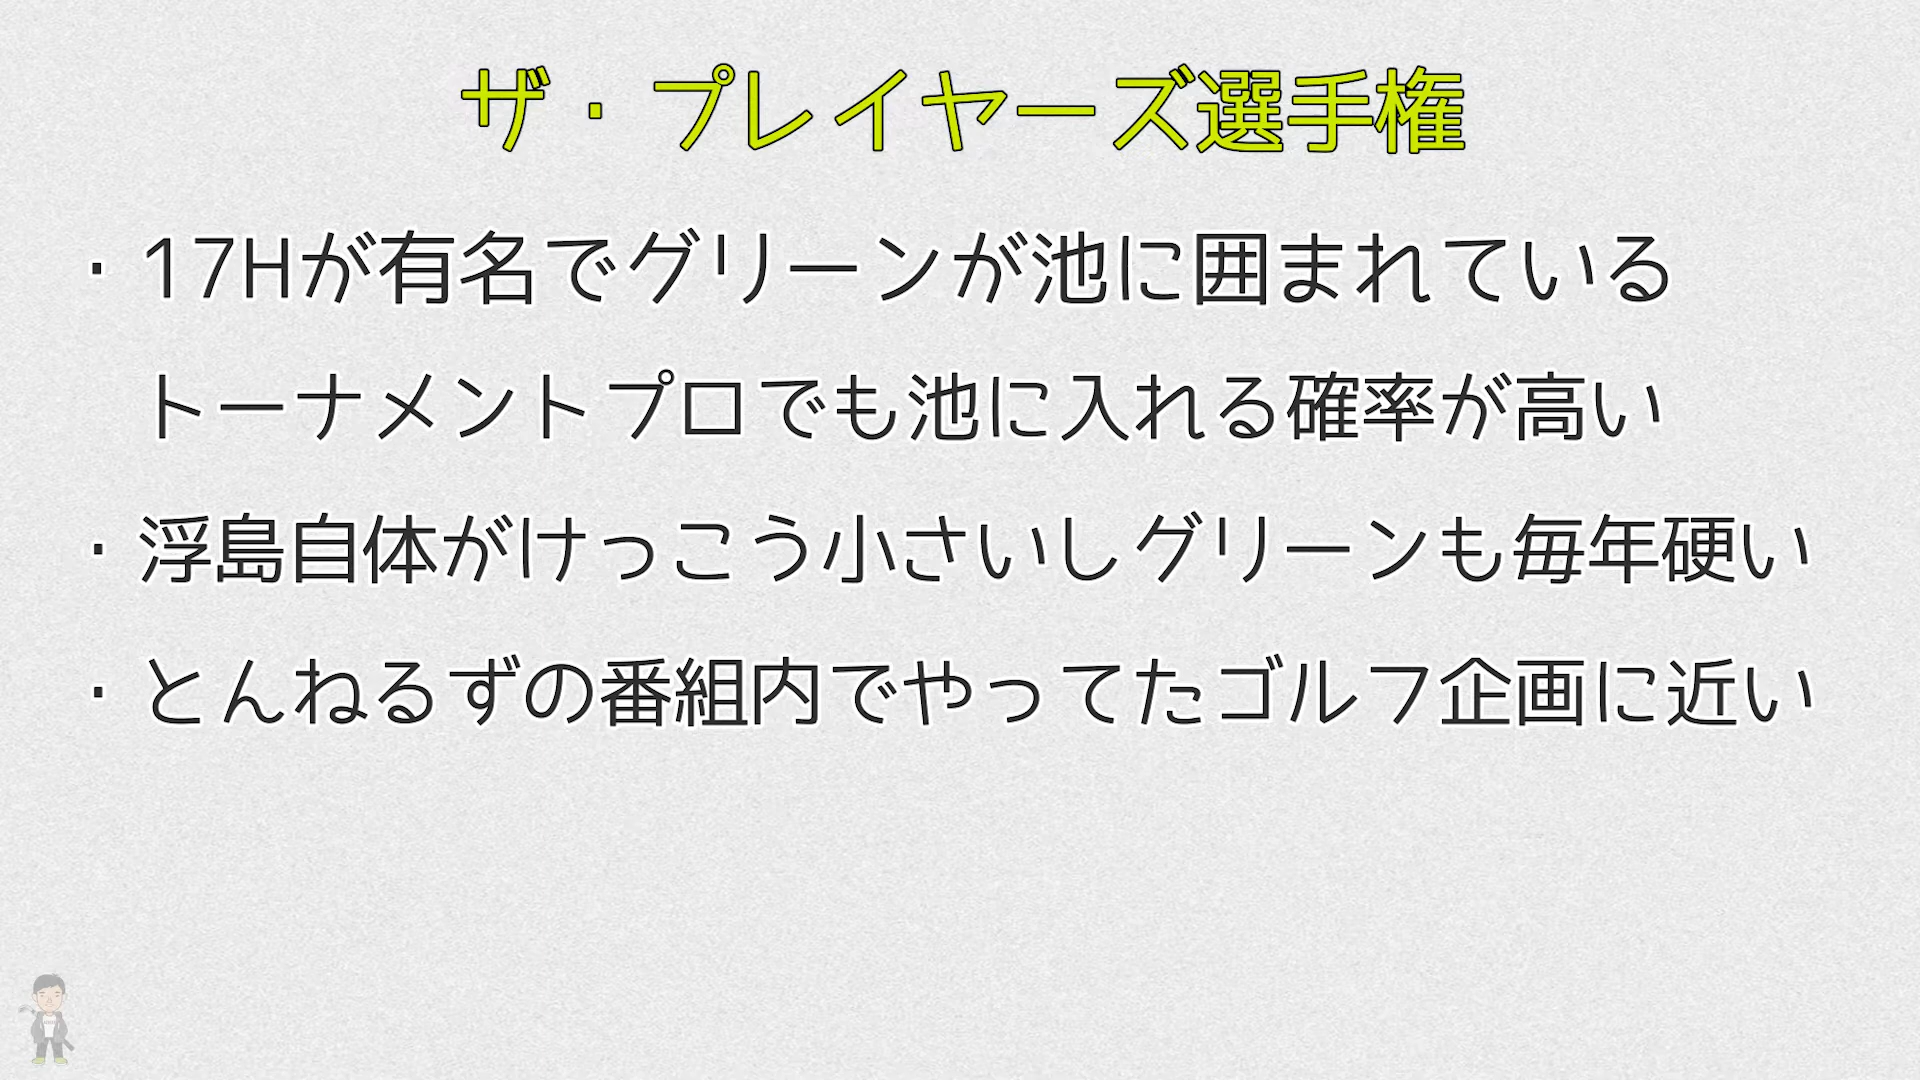 ザ・プレイヤーズ選手権
・17Hが有名でグリーンが池に囲まれている
トーナメントプロでも池に入れる確率が高い
・浮島自体がけっこう小さいしグリーンも毎年硬い
・とんねるずの番組内でやってたゴルフ企画に近い